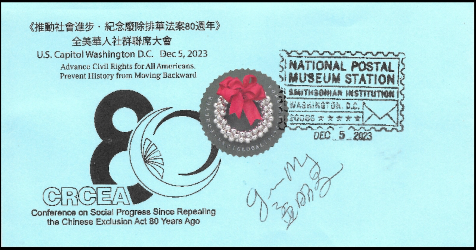 《推動社會進步．紀念廢除排華法案80週年》
全美華人社群聯席大會
U.S. Capitol Washington D.C. Dec 5, 2023
Advance Civil Rights for All Americans,
Prevent History from Moving Backward
NATIONAL POSTAL
MUSEUM STATION
SMITHSONIAN INSTITUTION
WASHINGTON, D.C.
DEC 5 2023
80
CRCEA
Conference on Social Progress Since Repealing
the Chinese Exclusion Act 80 Years Ago